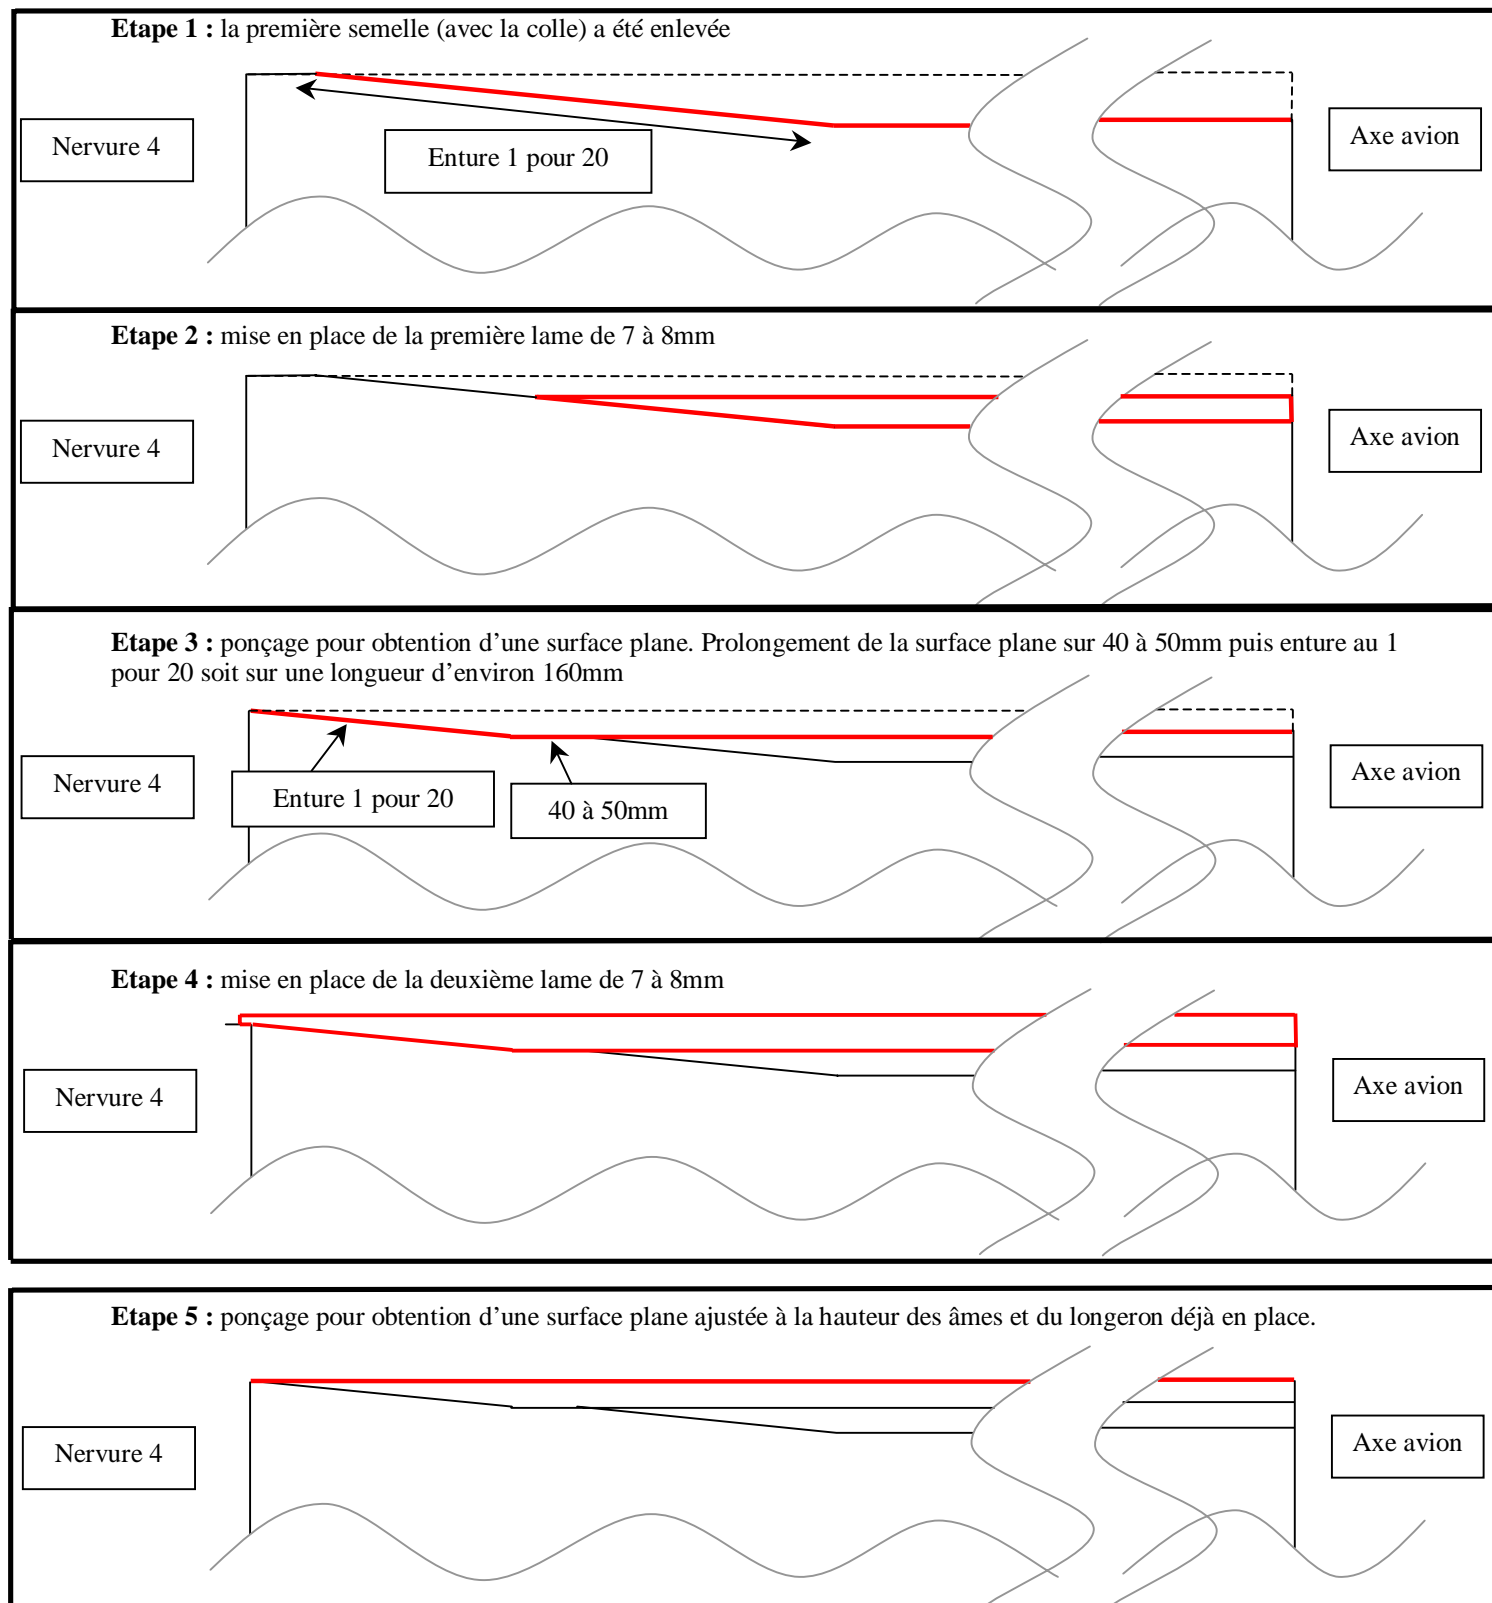 Etape 1 : la première semelle (avec la colle) a été enlevée
Nervure 4
Enture 1 pour 20
Axe avion
Etape 2 : mise en place de la première lame de 7 à 8mm
Nervure 4
Axe avion
Etape 3 : ponçage pour obtention d’une surface plane. Prolongement de la surface plane sur 40 à 50mm puis enture au 1
pour 20 soit sur une longueur d’environ 160mm
Nervure 4
Enture 1 pour 20
40 à 50mm
Axe avion
Etape 4 : mise en place de la deuxième lame de 7 à 8mm
Nervure 4
Axe avion
Etape 5 : ponçage pour obtention d’une surface plane ajustée à la hauteur des âmes et du longeron déjà en place.
Nervure 4
Axe avion